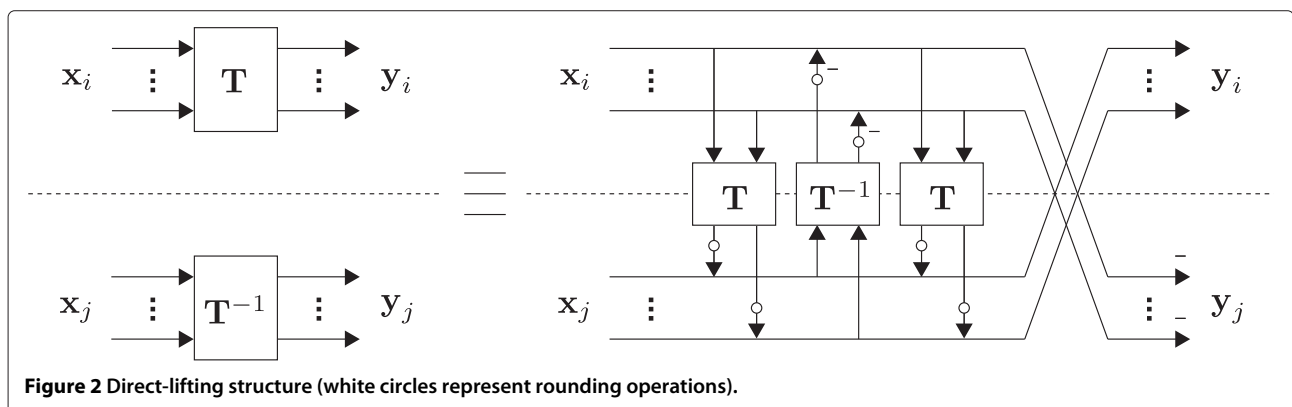 x_i ⋮ T ⋮ y_i x_i ⋮ – – ⋮ y_i
T T⁻¹ T
x_j ⋮ T⁻¹ ⋮ y_j x_j ⋮ – ⋮ – y_j
Figure 2 Direct-lifting structure (white circles represent rounding operations).